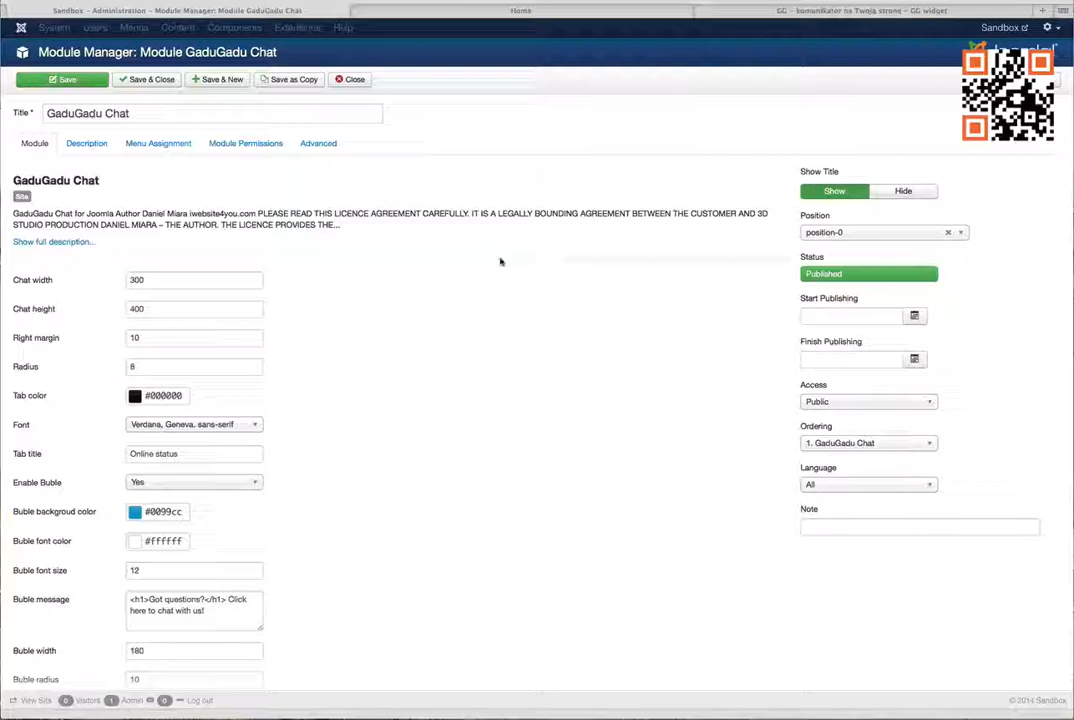 Sandbox - Administration - Module Manager: Module GaduGadu Chat
Home
GG - komunikator na Twoją stronę - GG widget
System Users Menus Content Components Extensions Help
Sandbox
Module Manager: Module GaduGadu Chat
Save
Save & Close
Save & New
Save as Copy
Close
Title *
GaduGadu Chat
Module
Description
Menu Assignment
Module Permissions
Advanced
GaduGadu Chat
Site
GaduGadu Chat for Joomla Author Daniel Miara iwebsite4you.com PLEASE READ THIS LICENCE AGREEMENT CAREFULLY. IT IS A LEGALLY BOUNDING AGREEMENT BETWEEN THE CUSTOMER AND 3D
STUDIO PRODUCTION DANIEL MIARA – THE AUTHOR. THE LICENCE PROVIDES THE...
Show full description...
Chat width 300
Chat height 400
Right margin 10
Radius 8
Tab color #000000
Font Verdana, Geneva, sans-serif
Tab title Online status
Enable Buble Yes
Buble backgroud color #0099cc
Buble font color #ffffff
Buble font size 12
Buble message <h1>Got questions?</h1> Click
here to chat with us!
Buble width 180
Buble radius 10
Show Title
Show Hide
Position
position-0
Status
Published
Start Publishing
Finish Publishing
Access
Public
Ordering
1. GaduGadu Chat
Language
All
Note
View Site 0 Visitors 1 Admin 0 Log out
© 2014 Sandbox